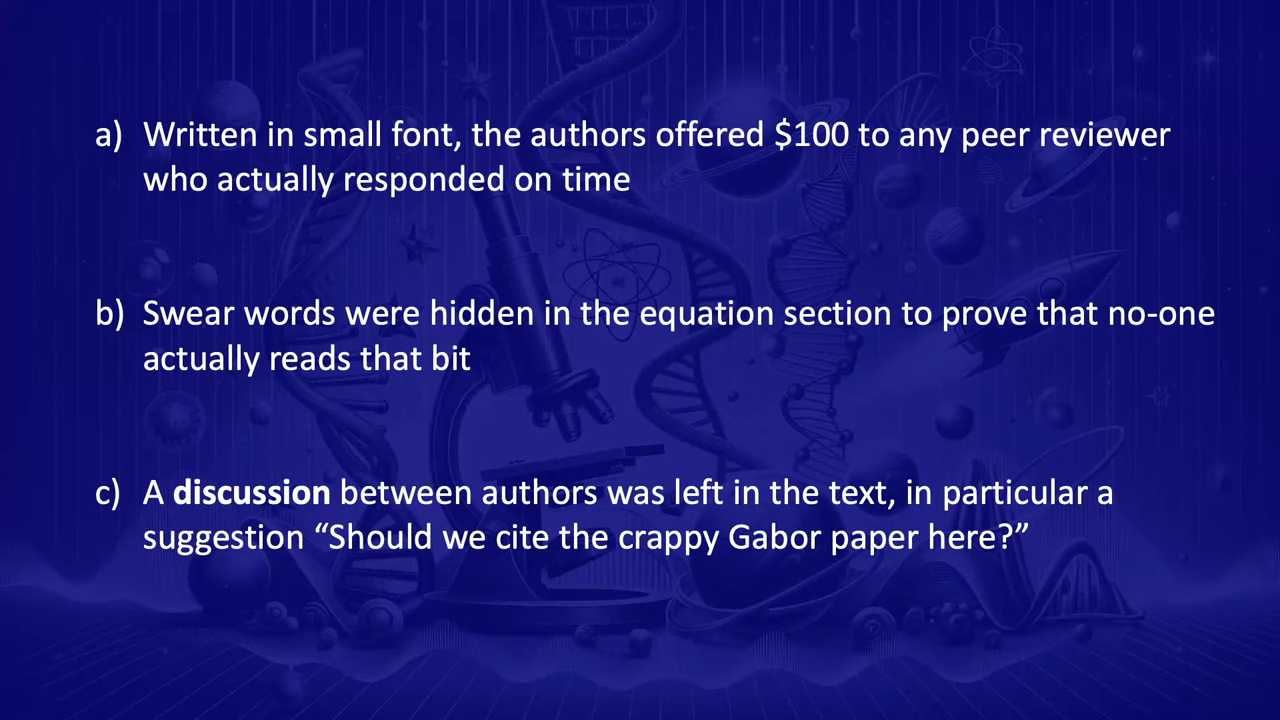 a) Written in small font, the authors offered $100 to any peer reviewer
who actually responded on time
b) Swear words were hidden in the equation section to prove that no-one
actually reads that bit
c) A discussion between authors was left in the text, in particular a
suggestion “Should we cite the crappy Gabor paper here?”